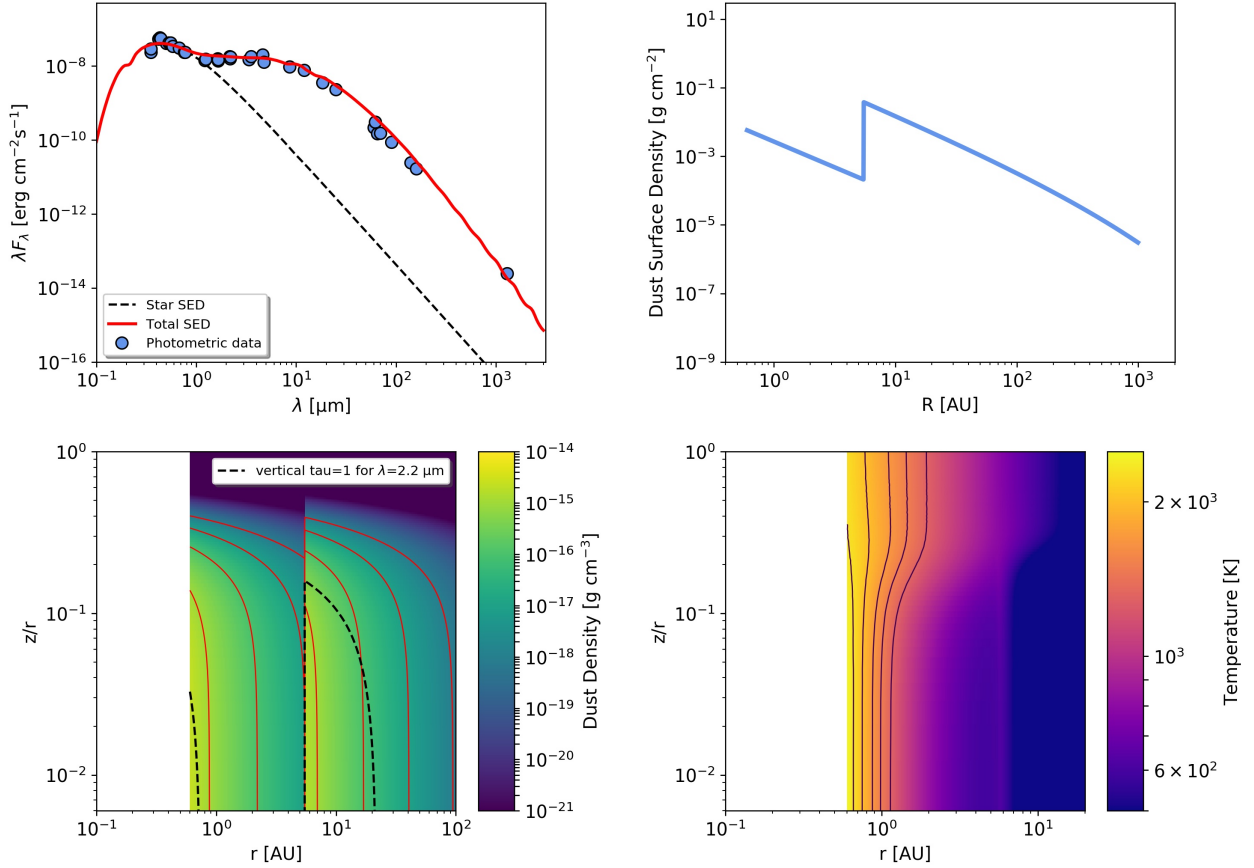 10⁻⁸
10⁻¹⁰
10⁻¹²
10⁻¹⁴
10⁻¹⁶
λF_λ [erg cm⁻²s⁻¹]
Star SED
Total SED
Photometric data
10⁻¹ 10⁰ 10¹ 10² 10³
λ [μm]
10¹
10⁻¹
10⁻³
10⁻⁵
10⁻⁷
10⁻⁹
Dust Surface Density [g cm⁻²]
10⁰ 10¹ 10² 10³
R [AU]
10⁰
10⁻¹
10⁻²
z/r
vertical tau=1 for λ=2.2 μm
10⁻¹ 10⁰ 10¹ 10²
r [AU]
10⁻¹⁴
10⁻¹⁵
10⁻¹⁶
10⁻¹⁷
10⁻¹⁸
10⁻¹⁹
10⁻²⁰
10⁻²¹
Dust Density [g cm⁻³]
10⁰
10⁻¹
10⁻²
z/r
10⁻¹ 10⁰ 10¹
r [AU]
2 × 10³
10³
6 × 10²
Temperature [K]